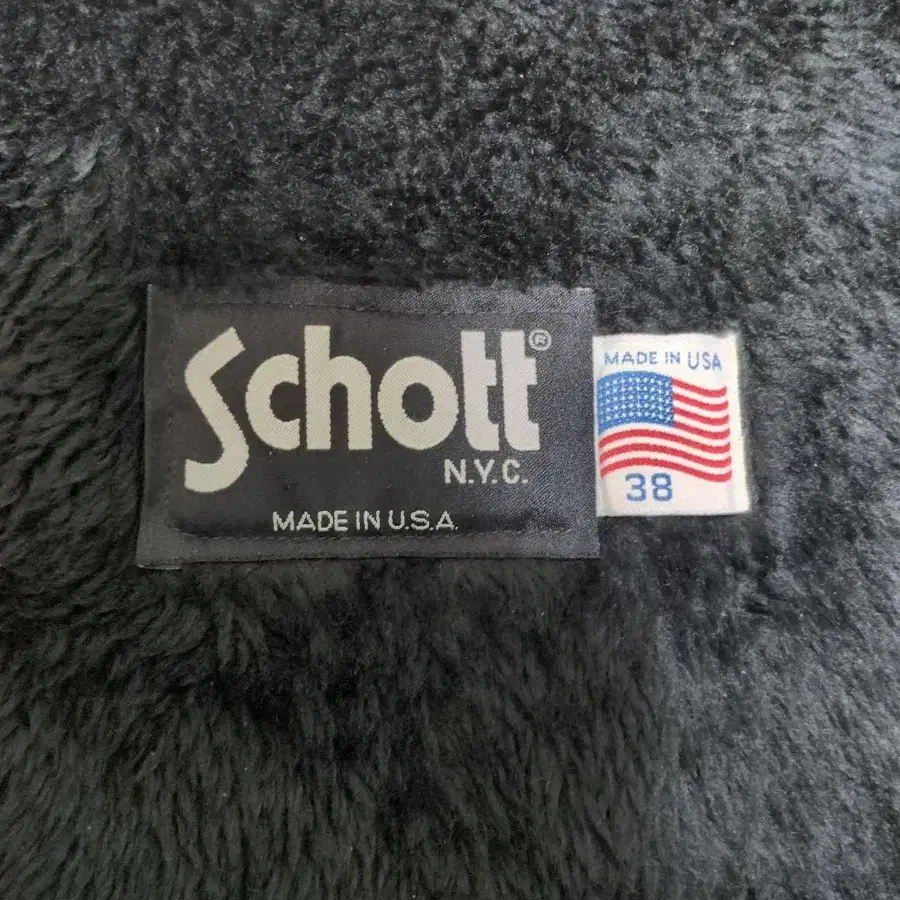 Schott®
N.Y.C.
MADE IN U.S.A.
MADE IN USA
38